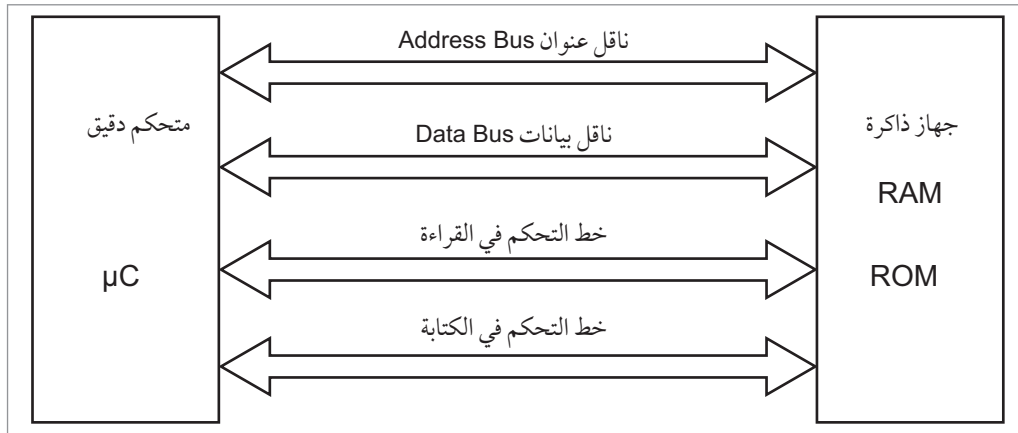 ناقل عنوان Address Bus
متحكم دقيق
جهاز ذاكرة
ناقل بيانات Data Bus
RAM
خط التحكم في القراءة
µC
ROM
خط التحكم في الكتابة